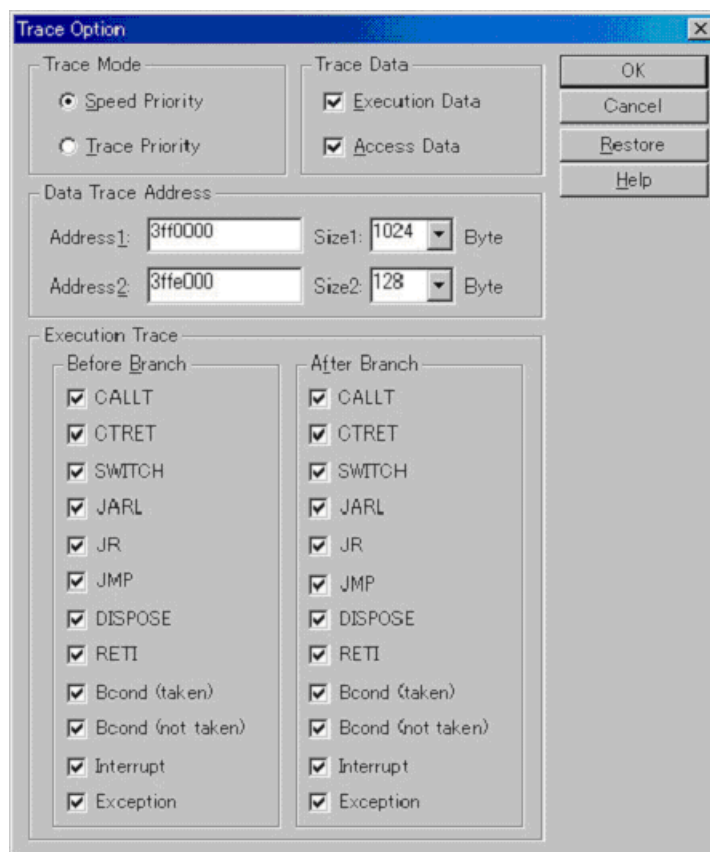 Trace Option
Trace Mode
Speed Priority
Trace Priority
Trace Data
Execution Data
Access Data
OK
Cancel
Restore
Help
Data Trace Address
Address1: 3ff0000 Size1: 1024 Byte
Address2: 3ffe000 Size2: 128 Byte
Execution Trace
Before Branch
CALLT
CTRET
SWITCH
JARL
JR
JMP
DISPOSE
RETI
Bcond (taken)
Bcond (not taken)
Interrupt
Exception
After Branch
CALLT
CTRET
SWITCH
JARL
JR
JMP
DISPOSE
RETI
Bcond (taken)
Bcond (not taken)
Interrupt
Exception